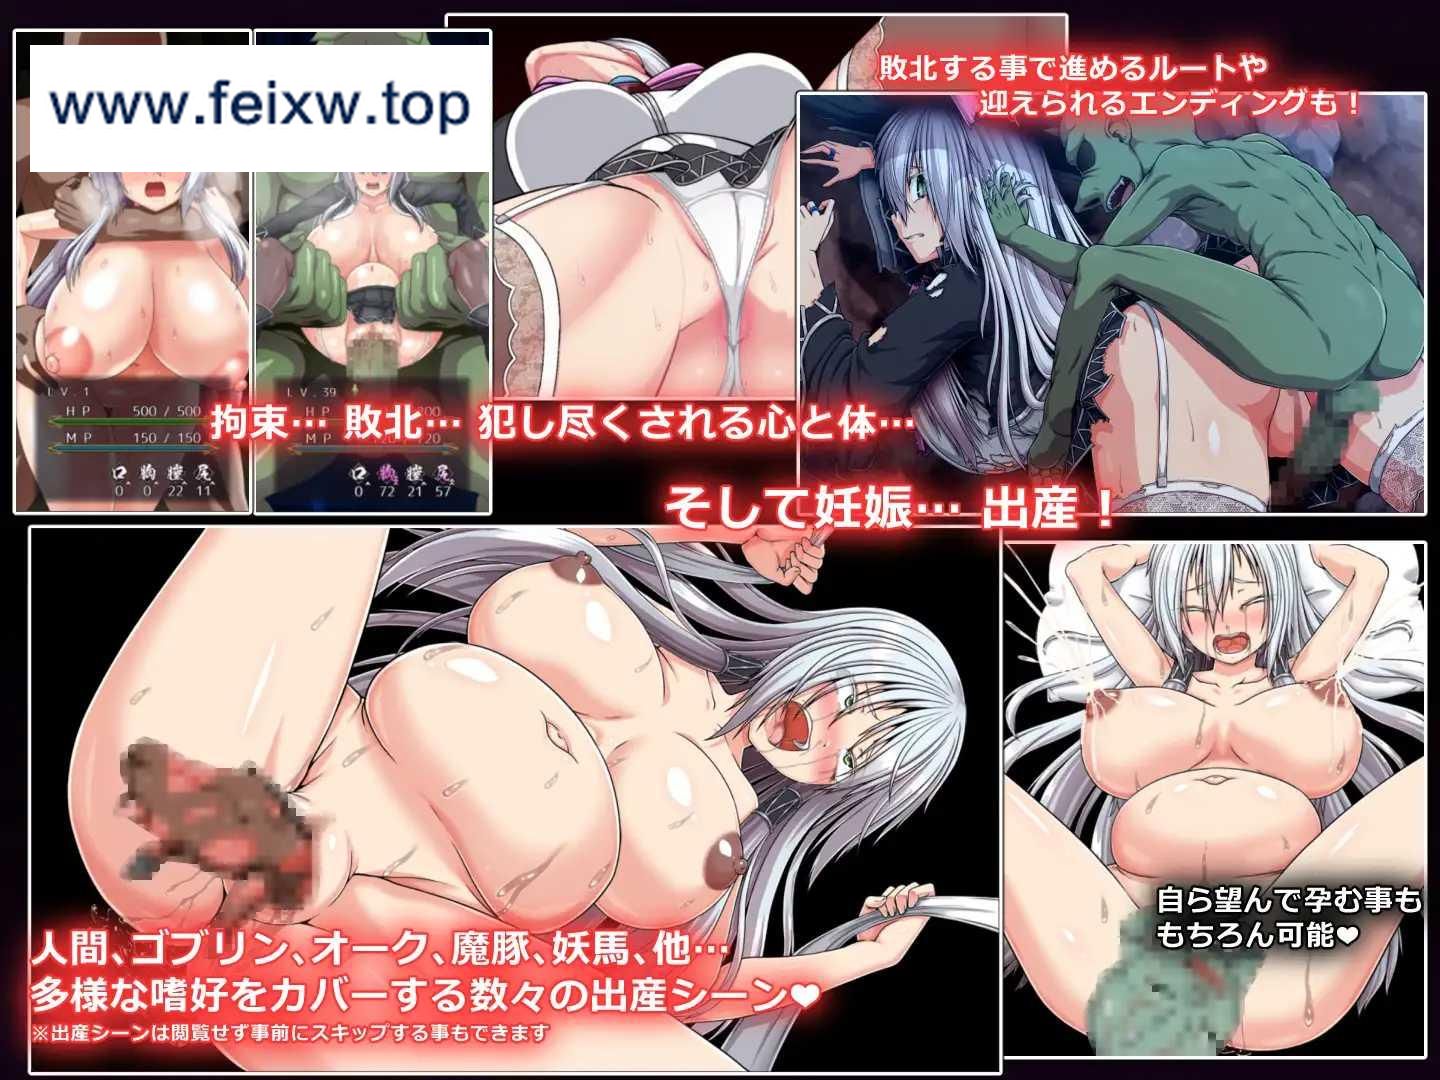 www.feixw.top
敗北する事で進めるルートや
迎えられるエンディングも！
LV.1
HP 500 / 500
MP 150 / 150
口 胸 膣 尻
0 0 22 11
LV.39
HP
MP
口 胸 膣 尻
0 72 21 57
拘束… 敗北… 犯し尽くされる心と体…
そして妊娠… 出産！
自ら望んで孕む事も
もちろん可能♥
人間、ゴブリン、オーク、魔豚、妖馬、他…
多様な嗜好をカバーする数々の出産シーン♥
※出産シーンは閲覧せず事前にスキップする事もできます